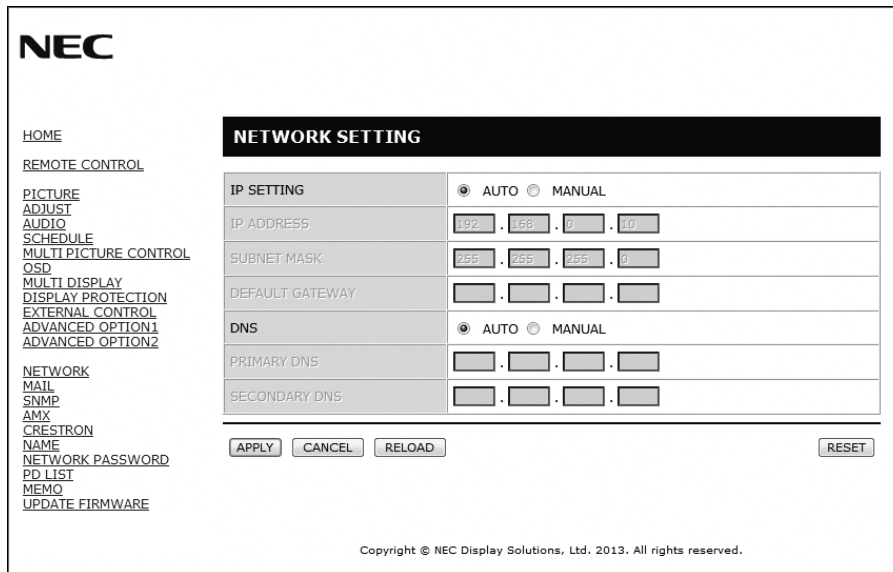 NEC
HOME
REMOTE CONTROL
PICTURE
ADJUST
AUDIO
SCHEDULE
MULTI PICTURE CONTROL
OSD
MULTI DISPLAY
DISPLAY PROTECTION
EXTERNAL CONTROL
ADVANCED OPTION1
ADVANCED OPTION2
NETWORK
MAIL
SNMP
AMX
CRESTRON
NAME
NETWORK PASSWORD
PD LIST
MEMO
UPDATE FIRMWARE
NETWORK SETTING
IP SETTING AUTO MANUAL
IP ADDRESS 192 . 168 . 0 . 10
SUBNET MASK 255 . 255 . 255 . 0
DEFAULT GATEWAY . . .
DNS AUTO MANUAL
PRIMARY DNS . . .
SECONDARY DNS . . .
APPLY CANCEL RELOAD RESET
Copyright © NEC Display Solutions, Ltd. 2013. All rights reserved.